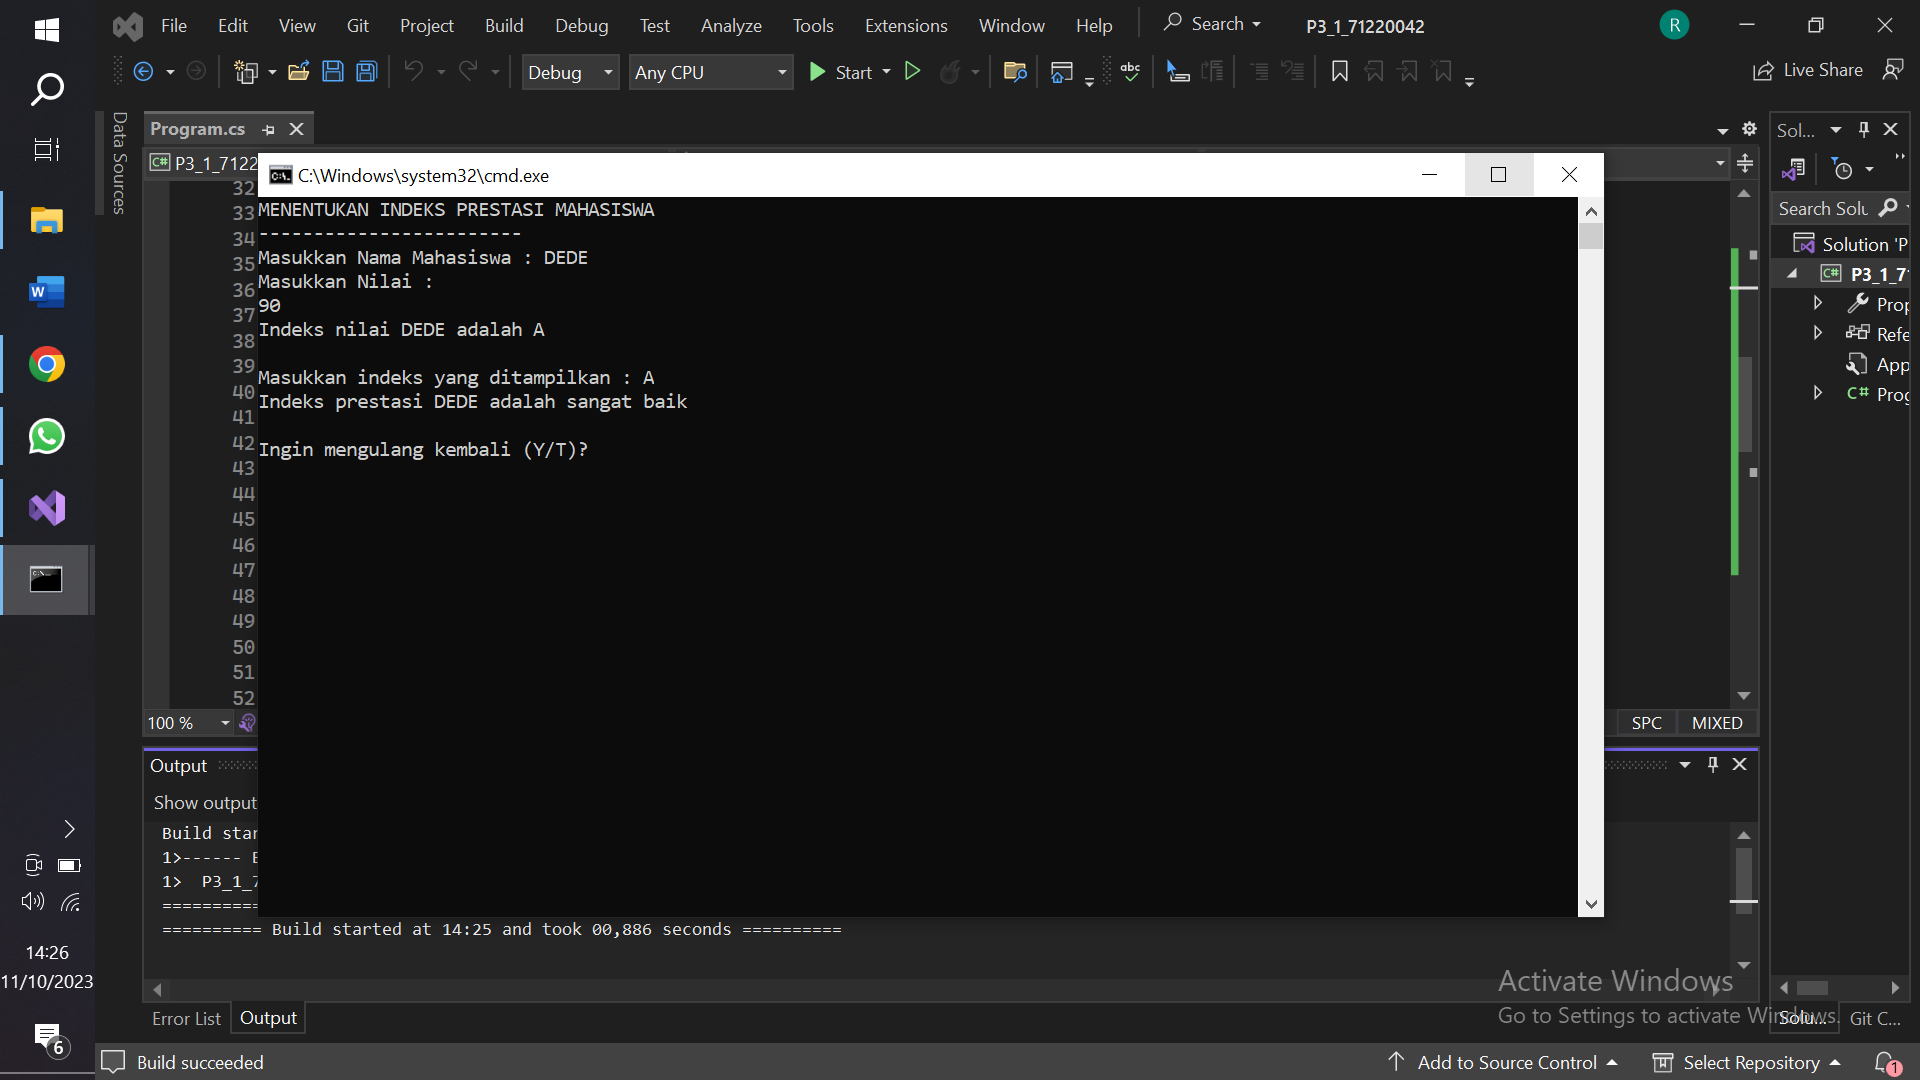 File Edit View Git Project Build Debug Test Analyze Tools Extensions Window Help Search P3_1_71220042 R
Debug Any CPU Start Live Share
Data Sources
Program.cs
Sol...
C# P3_1_7122
C:\Windows\system32\cmd.exe
Search Solu
Solution 'P
C# P3_1_7
Prop
Refe
App
C# Prog
32
33
34
35
36
37
38
39
40
41
42
43
44
45
46
47
48
49
50
51
52
MENENTUKAN INDEKS PRESTASI MAHASISWA
------------------------
Masukkan Nama Mahasiswa : DEDE
Masukkan Nilai :
90
Indeks nilai DEDE adalah A
Masukkan indeks yang ditampilkan : A
Indeks prestasi DEDE adalah sangat baik
Ingin mengulang kembali (Y/T)?
100 % SPC MIXED
Output
Show output
Build star
1>------ B
1> P3_1_7
==========
========== Build started at 14:25 and took 00,886 seconds ==========
Error List Output
Activate Windows
Go to Settings to activate Windows.
Solu... Git C...
Build succeeded Add to Source Control Select Repository 1
14:26
11/10/2023
6